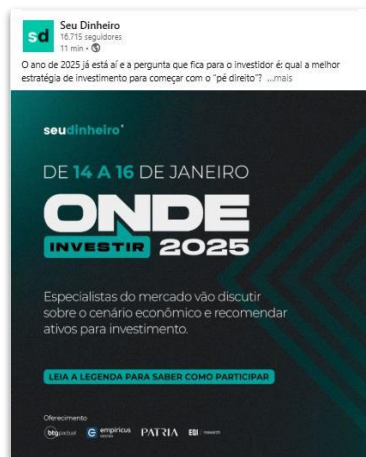 sd
Seu Dinheiro
16.715 seguidores
11 min •
O ano de 2025 já está aí e a pergunta que fica para o investidor é: qual a melhor
estratégia de investimento para começar com o "pé direito"? ...mais
seudinheiro
DE 14 A 16 DE JANEIRO
ONDE
INVESTIR 2025
Especialistas do mercado vão discutir
sobre o cenário econômico e recomendar
ativos para investimento.
LEIA A LEGENDA PARA SABER COMO PARTICIPAR
Oferecimento
btgpactual empiricus PATRIA EQI research